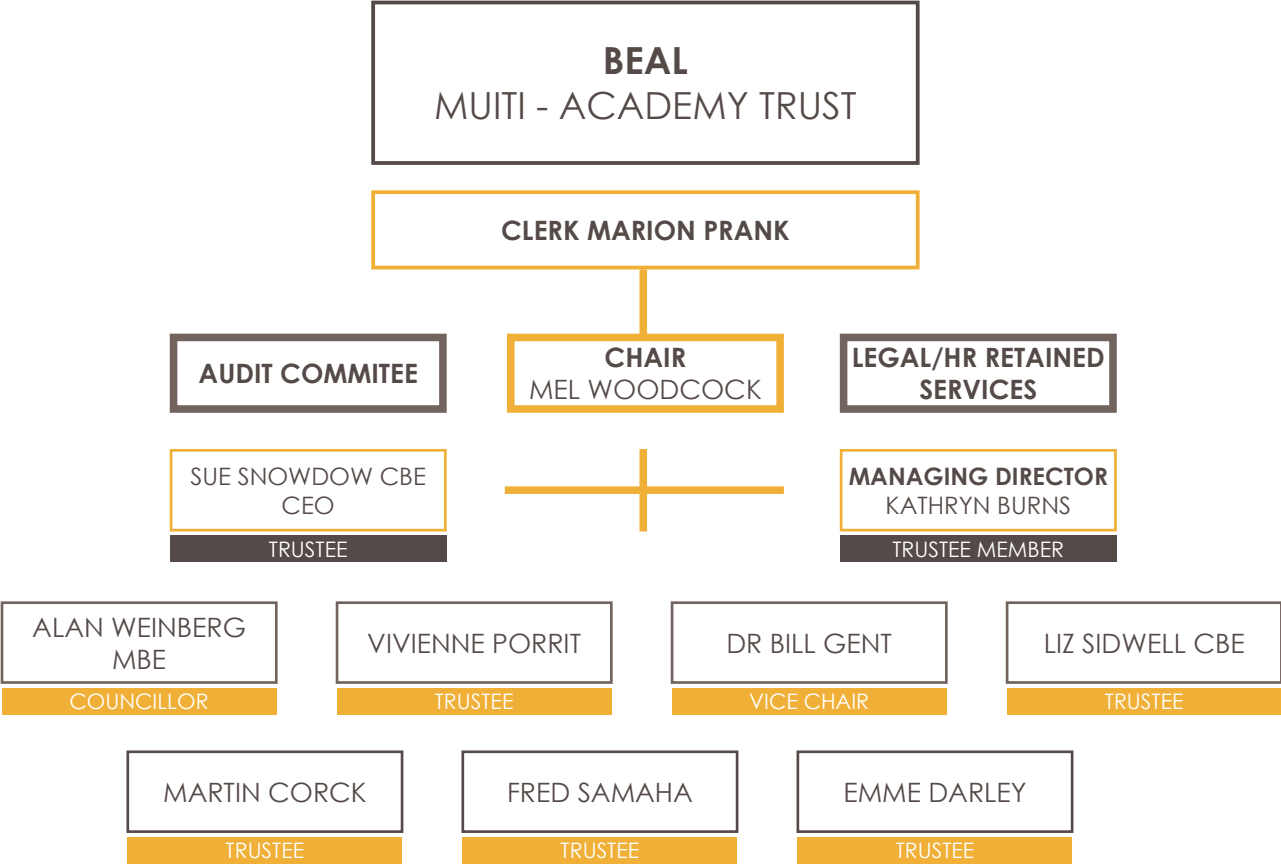 BEAL
MUITI - ACADEMY TRUST
CLERK MARION PRANK
AUDIT COMMITEE
CHAIR
MEL WOODCOCK
LEGAL/HR RETAINED
SERVICES
SUE SNOWDOW CBE
CEO
TRUSTEE
MANAGING DIRECTOR
KATHRYN BURNS
TRUSTEE MEMBER
ALAN WEINBERG
MBE
COUNCILLOR
VIVIENNE PORRIT
TRUSTEE
DR BILL GENT
VICE CHAIR
LIZ SIDWELL CBE
TRUSTEE
MARTIN CORCK
TRUSTEE
FRED SAMAHA
TRUSTEE
EMME DARLEY
TRUSTEE